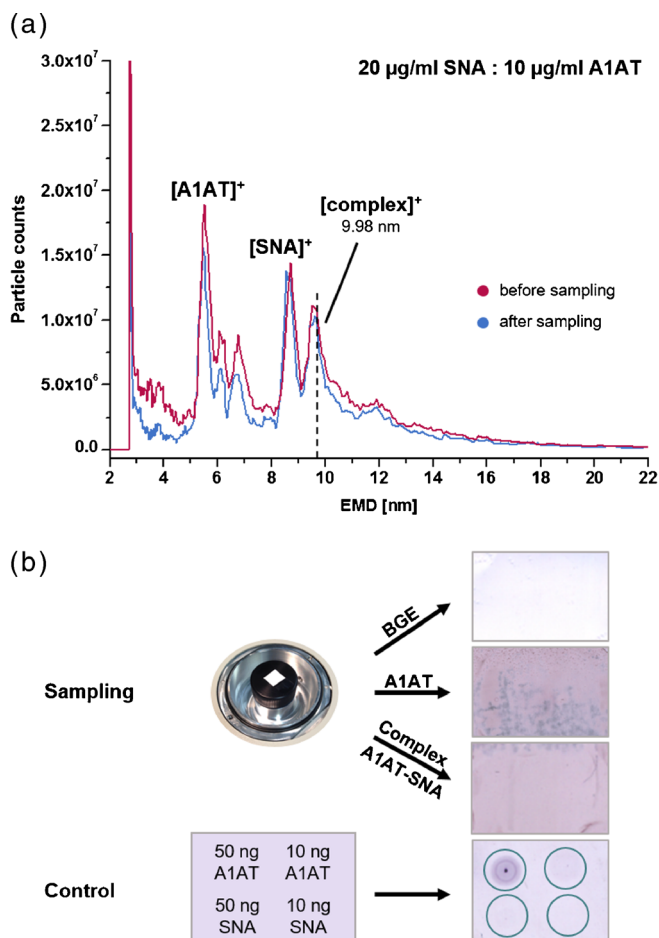 (a)
20 µg/ml SNA : 10 µg/ml A1AT
3.0x10⁷
2.5x10⁷
2.0x10⁷
1.5x10⁷
1.0x10⁷
5.0x10⁶
0.0
Particle counts
[A1AT]⁺
[SNA]⁺
[complex]⁺
9.98 nm
before sampling
after sampling
2 4 6 8 10 12 14 16 18 20 22
EMD [nm]
(b)
Sampling
BGE
A1AT
Complex
A1AT-SNA
Control
50 ng 10 ng
A1AT A1AT
50 ng 10 ng
SNA SNA